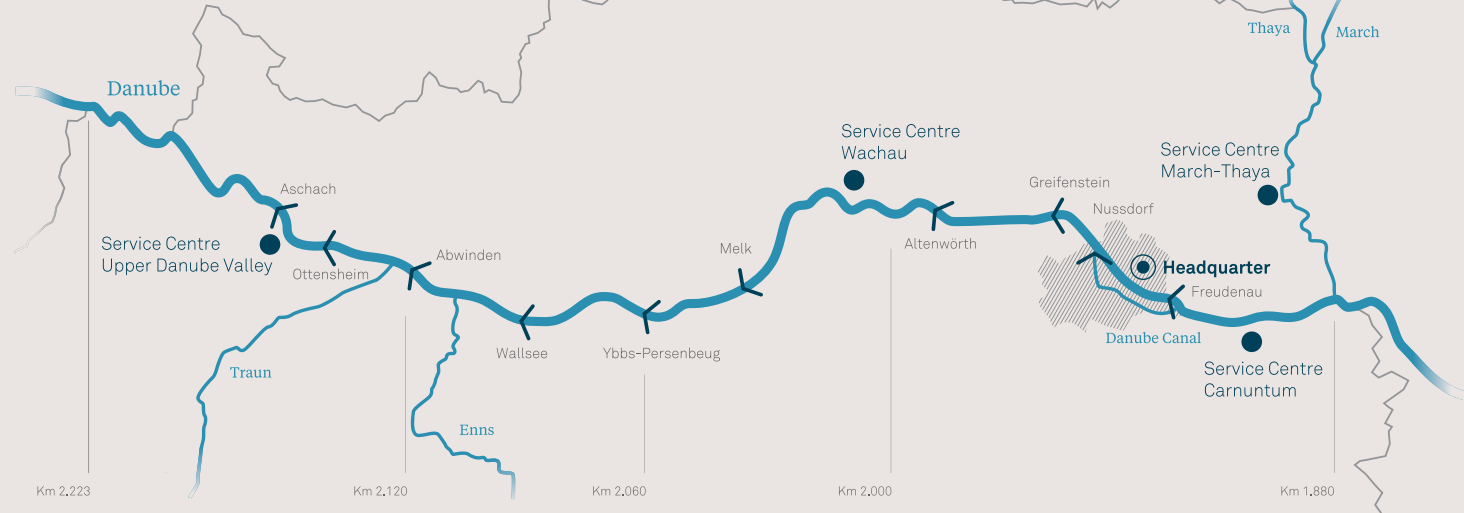 Thaya
March
Danube
Service Centre
Wachau
Service Centre
March-Thaya
Aschach
Greifenstein
Nussdorf
Service Centre
Upper Danube Valley
Ottensheim
Abwinden
Melk
Altenwörth
Headquarter
Freudenau
Danube Canal
Wallsee
Ybbs-Persenbeug
Traun
Service Centre
Carnuntum
Enns
Km 2.223
Km 2.120
Km 2.060
Km 2.000
Km 1.880